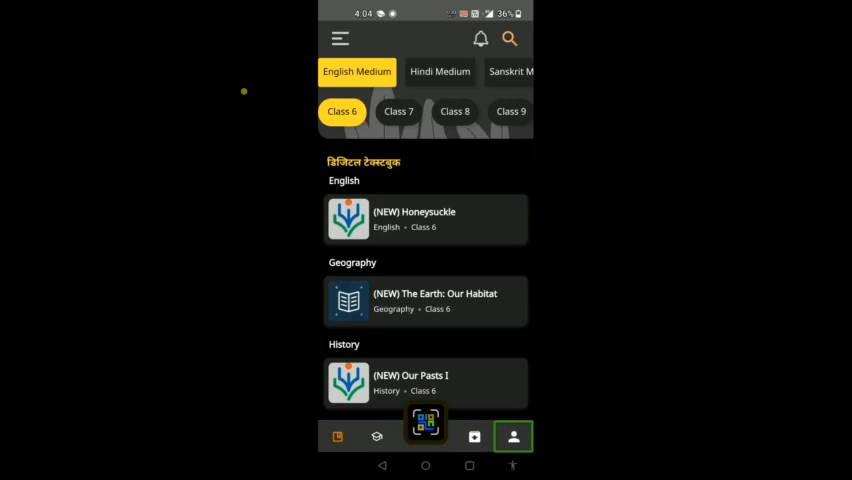 4:04 36%
English Medium Hindi Medium Sanskrit M
Class 6 Class 7 Class 8 Class 9
डिजिटल टेक्स्टबुक
English
(NEW) Honeysuckle
English • Class 6
Geography
(NEW) The Earth: Our Habitat
Geography • Class 6
History
(NEW) Our Pasts I
History • Class 6